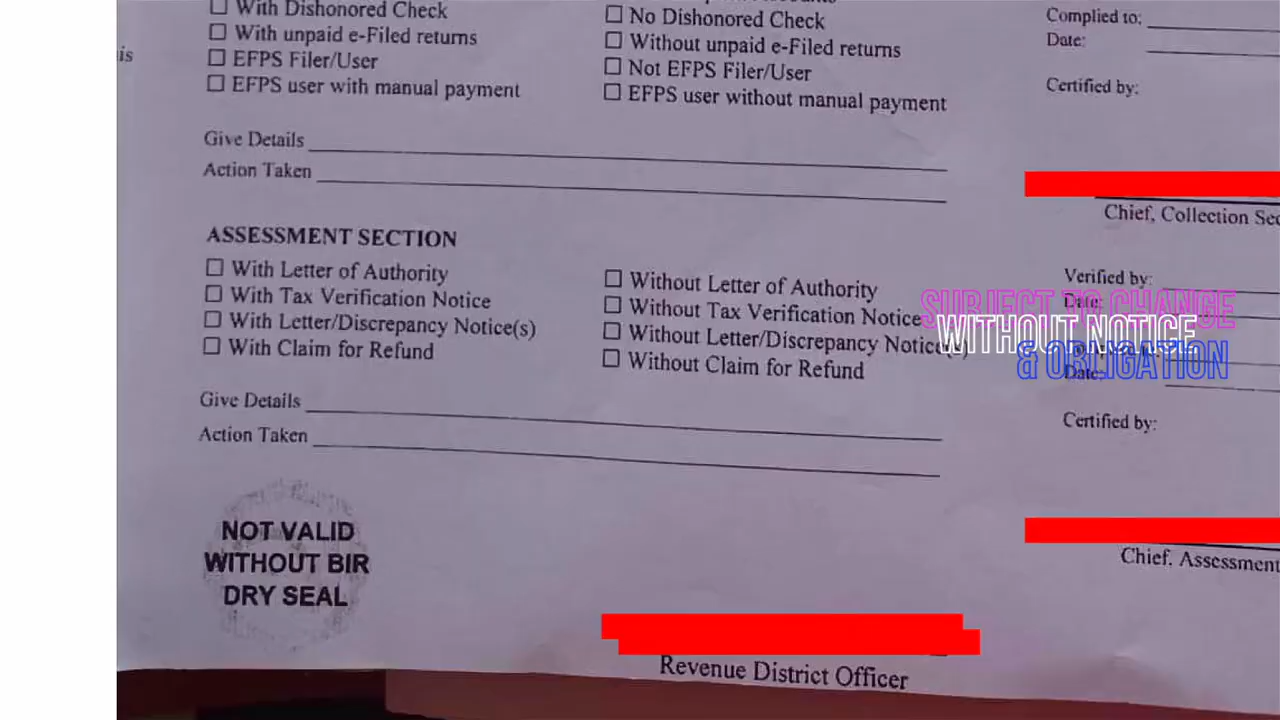 With Dishonored Check
With unpaid e-Filed returns
EFPS Filer/User
EFPS user with manual payment
No Dishonored Check
Without unpaid e-Filed returns
Not EFPS Filer/User
EFPS user without manual payment
Give Details
Action Taken
ASSESSMENT SECTION
With Letter of Authority
With Tax Verification Notice
With Letter/Discrepancy Notice(s)
With Claim for Refund
Without Letter of Authority
Without Tax Verification Notice
Without Letter/Discrepancy Notice(s)
Without Claim for Refund
Give Details
Action Taken
NOT VALID
WITHOUT BIR
DRY SEAL
Revenue District Officer
is
Complied to:
Date:
Certified by:
Chief, Collection Sec
Verified by:
Date:
SUBJECT TO CHANGE
WITHOUT NOTICE
& OBLIGATION
Date:
Certified by:
Chief. Assessment